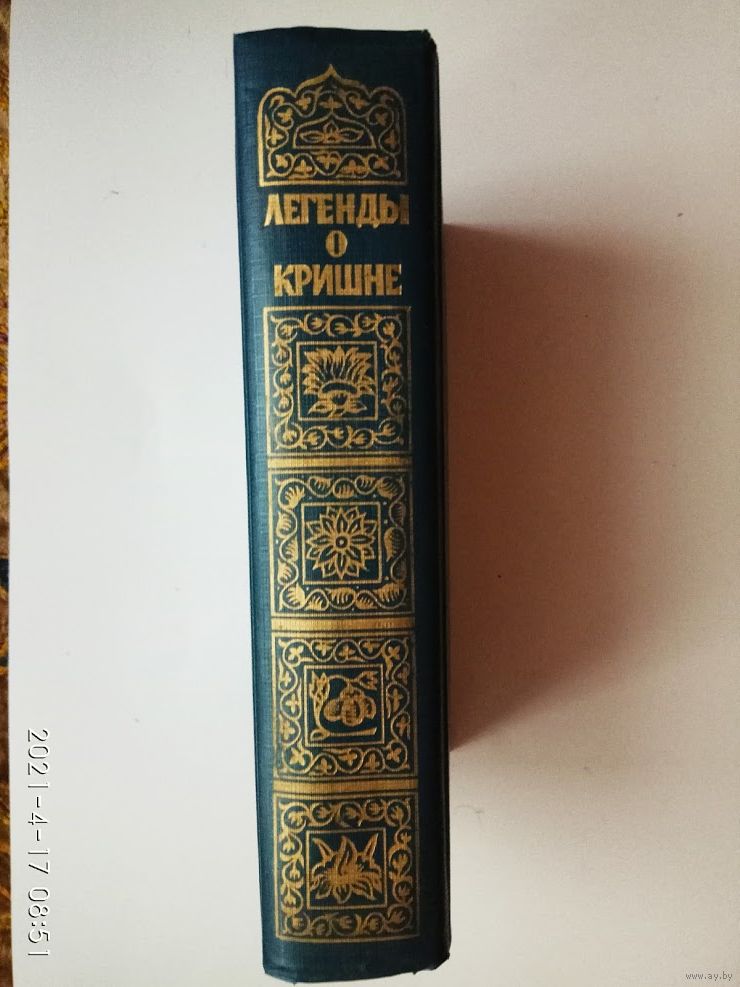 ЛЕГЕНДЫ
О
КРИШНЕ
2021-4-17 08:51
www.ay.by